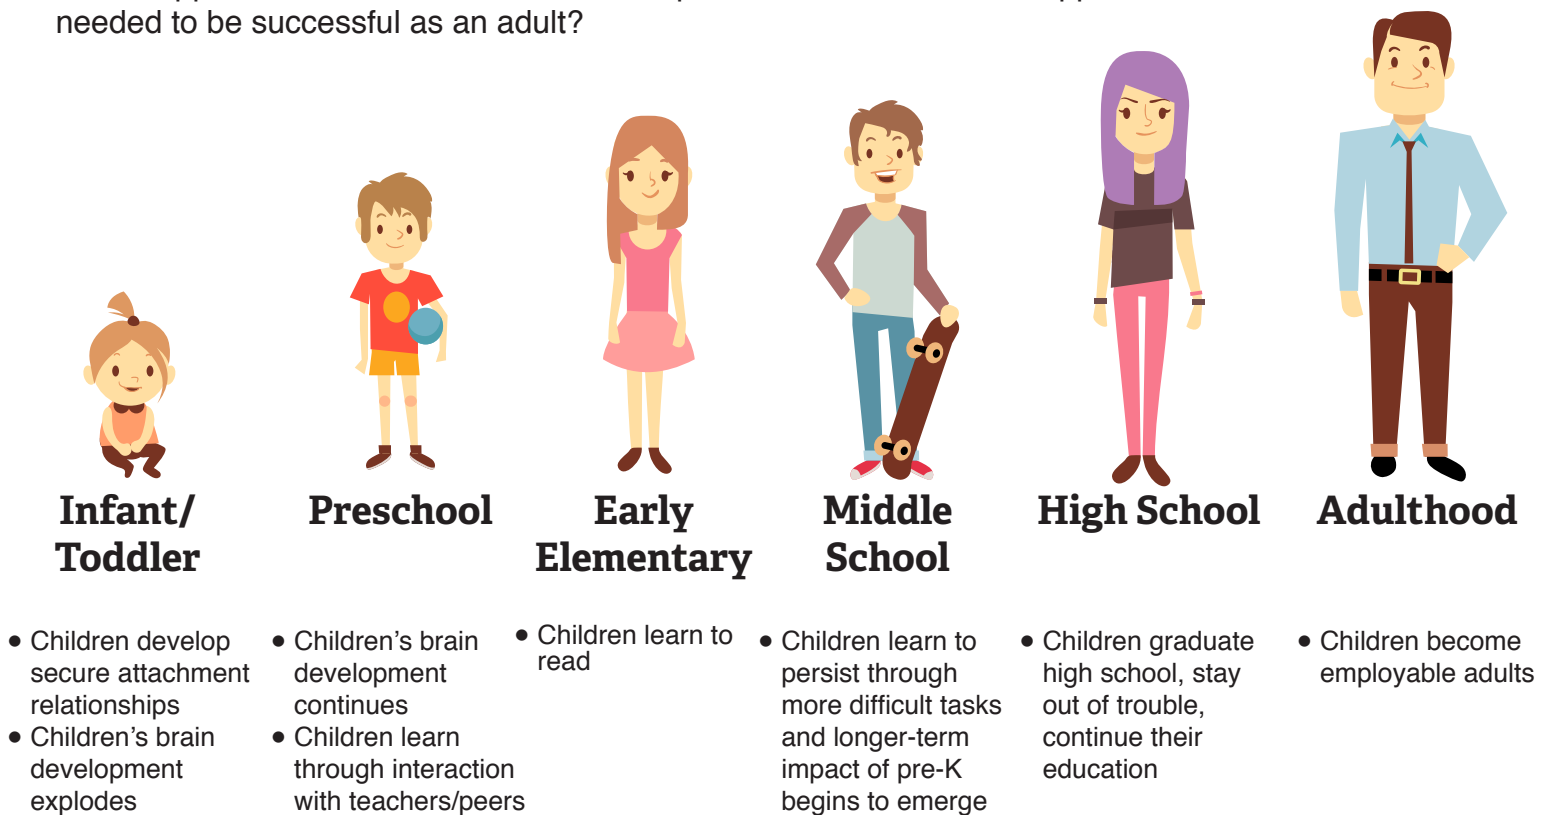 needed to be successful as an adult?
Infant/
Toddler
• Children develop
secure attachment
relationships
• Children's brain
development
explodes
Preschool
• Children's brain
development
continues
• Children learn
through interaction
with teachers/peers
Early
Elementary
• Children learn to
read
Middle
School
• Children learn to
persist through
more difficult tasks
and longer-term
impact of pre-K
begins to emerge
High School
• Children graduate
high school, stay
out of trouble,
continue their
education
Adulthood
• Children become
employable adults